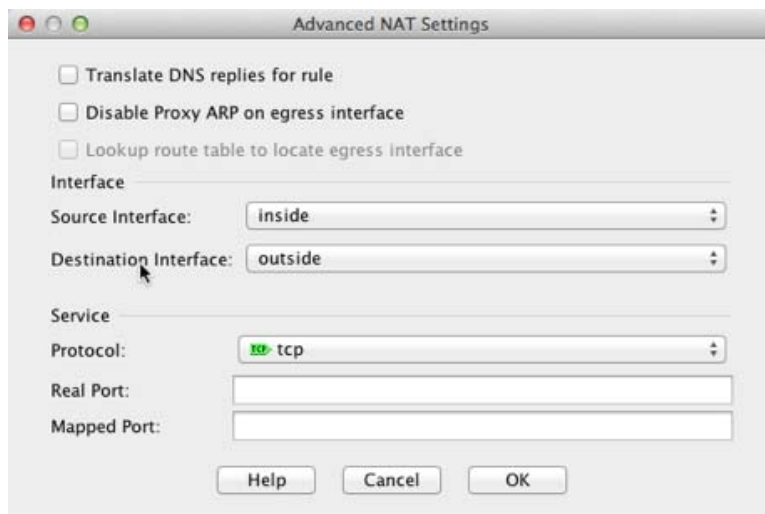 Advanced NAT Settings
Translate DNS replies for rule
Disable Proxy ARP on egress interface
Lookup route table to locate egress interface
Interface
Source Interface: inside
Destination Interface: outside
Service
Protocol: TCP tcp
Real Port:
Mapped Port:
Help Cancel OK